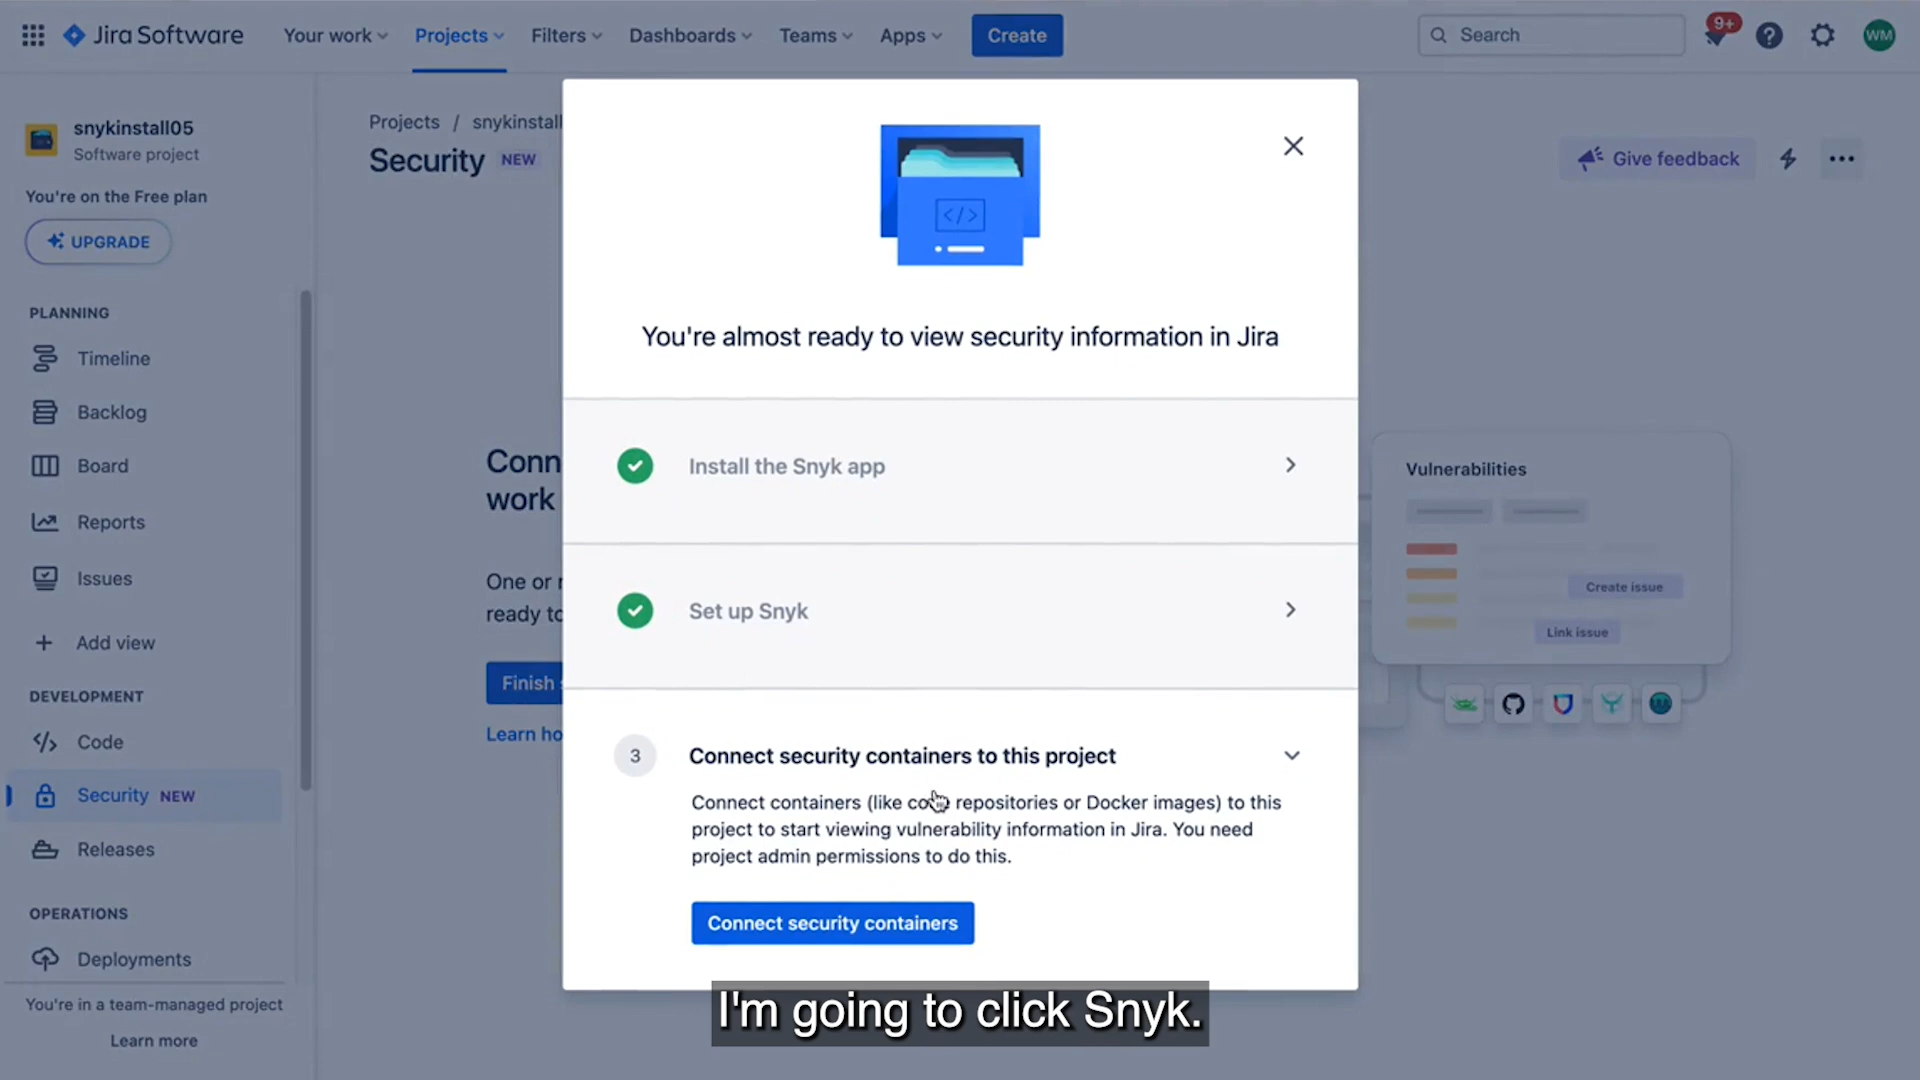 Jira Software
Your work
Projects
Filters
Dashboards
Teams
Apps
Create
Search
9+
WM
snykinstall05
Software project
You're on the Free plan
UPGRADE
PLANNING
Timeline
Backlog
Board
Reports
Issues
Add view
DEVELOPMENT
Code
Security NEW
Releases
OPERATIONS
Deployments
You're in a team-managed project
Learn more
Projects / snykinstall
Security NEW
Give feedback
Conn
work
One or
ready to
Finish
Learn ho
You're almost ready to view security information in Jira
Install the Snyk app
Set up Snyk
3
Connect security containers to this project
Connect containers (like code repositories or Docker images) to this
project to start viewing vulnerability information in Jira. You need
project admin permissions to do this.
Connect security containers
Vulnerabilities
Create issue
Link issue
I'm going to click Snyk.